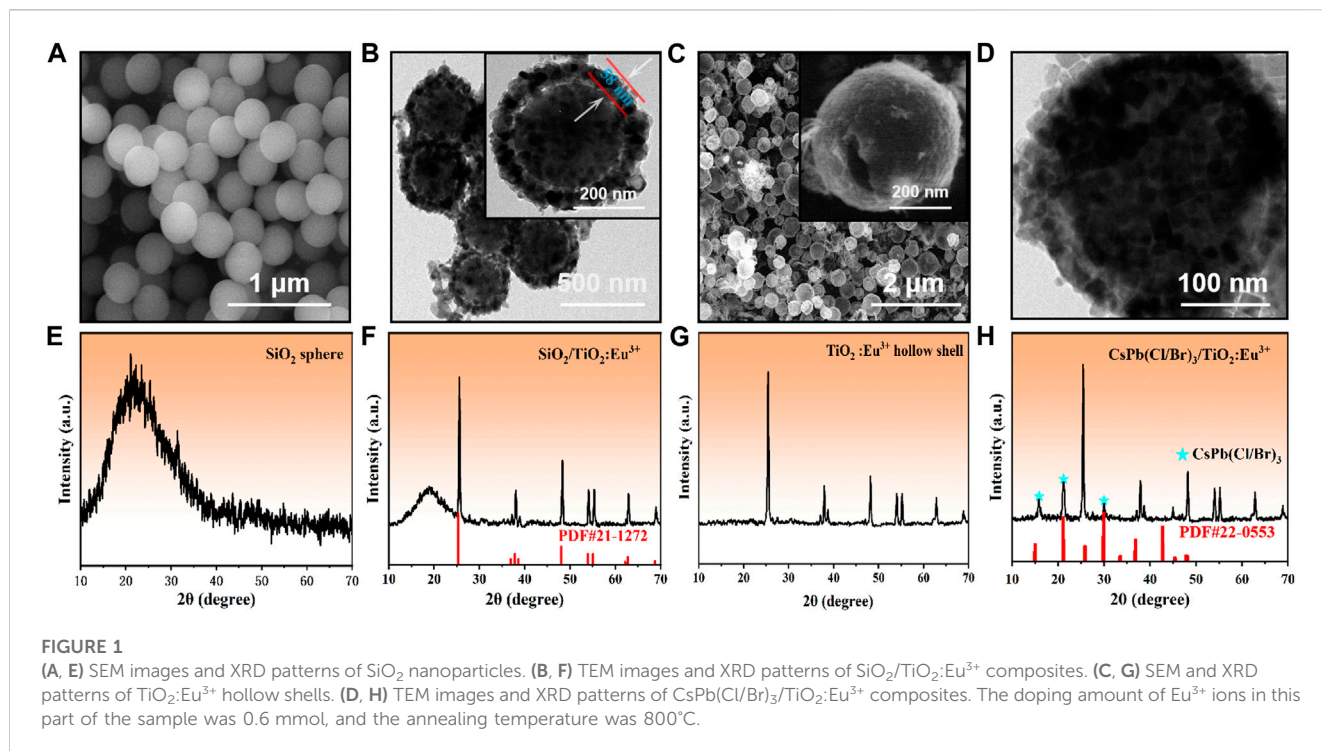 A
1 µm
B
58 nm
200 nm
500 nm
C
200 nm
2 µm
D
100 nm
E
SiO₂ sphere
Intensity (a.u.)
10 20 30 40 50 60 70
2θ (degree)
F
SiO₂/TiO₂:Eu³⁺
Intensity (a.u.)
PDF#21-1272
10 20 30 40 50 60 70
2θ (degree)
G
TiO₂ :Eu³⁺ hollow shell
Intensity (a.u.)
10 20 30 40 50 60 70
2θ (degree)
H
CsPb(Cl/Br)₃/TiO₂:Eu³⁺
Intensity (a.u.)
CsPb(Cl/Br)₃
PDF#22-0553
10 20 30 40 50 60 70
2θ (degree)
FIGURE 1
(A, E) SEM images and XRD patterns of SiO₂ nanoparticles. (B, F) TEM images and XRD patterns of SiO₂/TiO₂:Eu³⁺ composites. (C, G) SEM and XRD
patterns of TiO₂:Eu³⁺ hollow shells. (D, H) TEM images and XRD patterns of CsPb(Cl/Br)₃/TiO₂:Eu³⁺ composites. The doping amount of Eu³⁺ ions in this
part of the sample was 0.6 mmol, and the annealing temperature was 800°C.